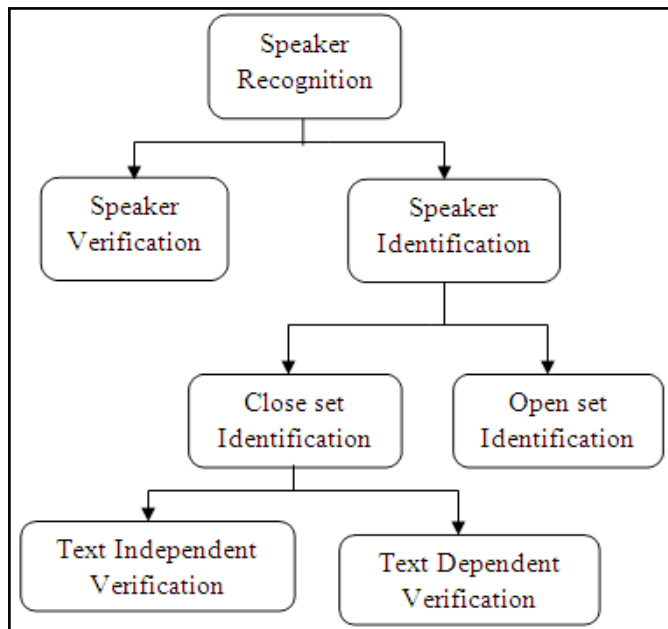 Speaker
Recognition
Speaker
Verification
Speaker
Identification
Close set
Identification
Open set
Identification
Text Independent
Verification
Text Dependent
Verification